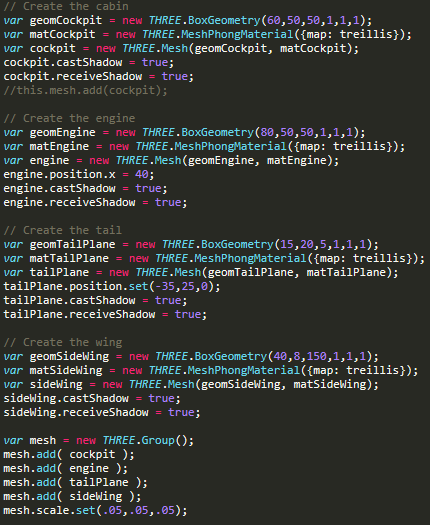 // Create the cabin
var geomCockpit = new THREE.BoxGeometry(60,50,50,1,1,1);
var matCockpit = new THREE.MeshPhongMaterial({map: treillis});
var cockpit = new THREE.Mesh(geomCockpit, matCockpit);
cockpit.castShadow = true;
cockpit.receiveShadow = true;
//this.mesh.add(cockpit);

// Create the engine
var geomEngine = new THREE.BoxGeometry(80,50,50,1,1,1);
var matEngine = new THREE.MeshPhongMaterial({map: treillis});
var engine = new THREE.Mesh(geomEngine, matEngine);
engine.position.x = 40;
engine.castShadow = true;
engine.receiveShadow = true;

// Create the tail
var geomTailPlane = new THREE.BoxGeometry(15,20,5,1,1,1);
var matTailPlane = new THREE.MeshPhongMaterial({map: treillis});
var tailPlane = new THREE.Mesh(geomTailPlane, matTailPlane);
tailPlane.position.set(-35,25,0);
tailPlane.castShadow = true;
tailPlane.receiveShadow = true;

// Create the wing
var geomSideWing = new THREE.BoxGeometry(40,8,150,1,1,1);
var matSideWing = new THREE.MeshPhongMaterial({map: treillis});
var sideWing = new THREE.Mesh(geomSideWing, matSideWing);
sideWing.castShadow = true;
sideWing.receiveShadow = true;

var mesh = new THREE.Group();
mesh.add( cockpit );
mesh.add( engine );
mesh.add( tailPlane );
mesh.add( sideWing );
mesh.scale.set(.05,.05,.05);